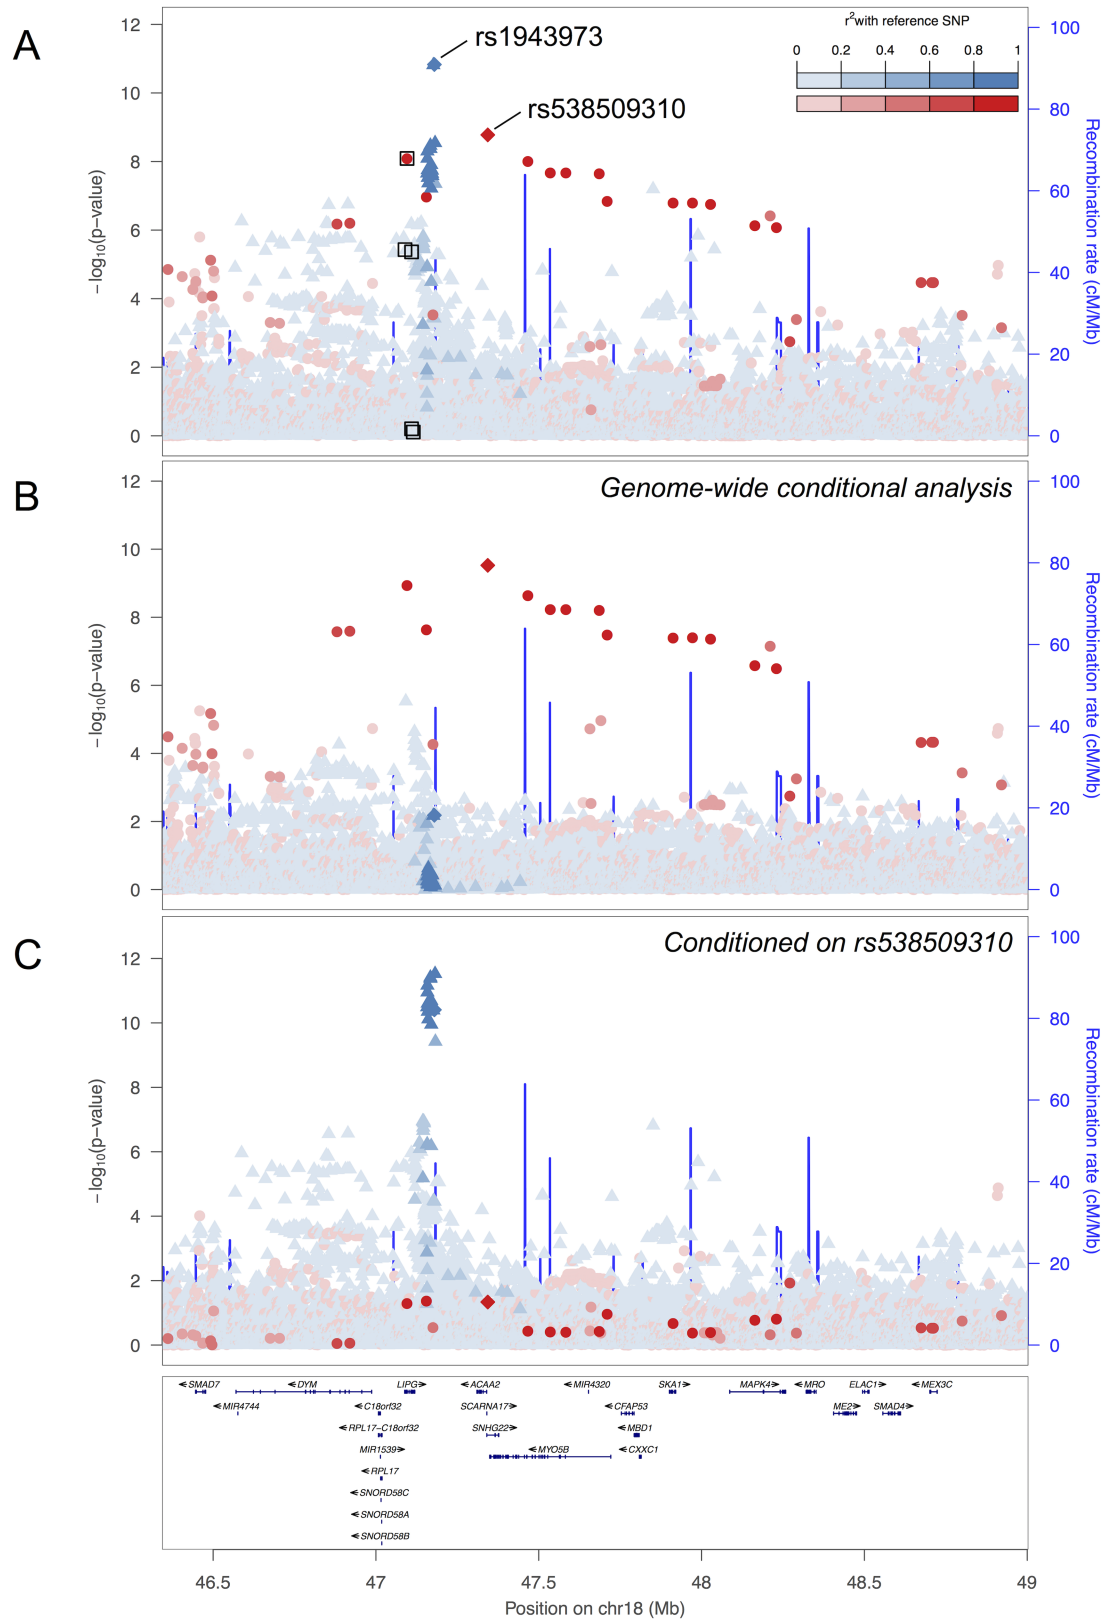 A
rs1943973
rs538509310
r2 with reference SNP
0 0.2 0.4 0.6 0.8 1
12
10
8
6
4
2
0
−log10(p−value)
100
80
60
40
20
0
Recombination rate (cM/Mb)
B
Genome-wide conditional analysis
12
10
8
6
4
2
0
−log10(p−value)
100
80
60
40
20
0
Recombination rate (cM/Mb)
C
Conditioned on rs538509310
12
10
8
6
4
2
0
−log10(p−value)
100
80
60
40
20
0
Recombination rate (cM/Mb)
SMAD7 DYM LIPG ACAA2 MIR4320 SKA1 MAPK4 MRO ELAC1 MEX3C
MIR4744 C18orf32 SCARNA17 CFAP53 ME2 SMAD4
RPL17−C18orf32 SNHG22 MBD1
MIR1539 MYO5B CXXC1
RPL17
SNORD58C
SNORD58A
SNORD58B
46.5 47 47.5 48 48.5 49
Position on chr18 (Mb)